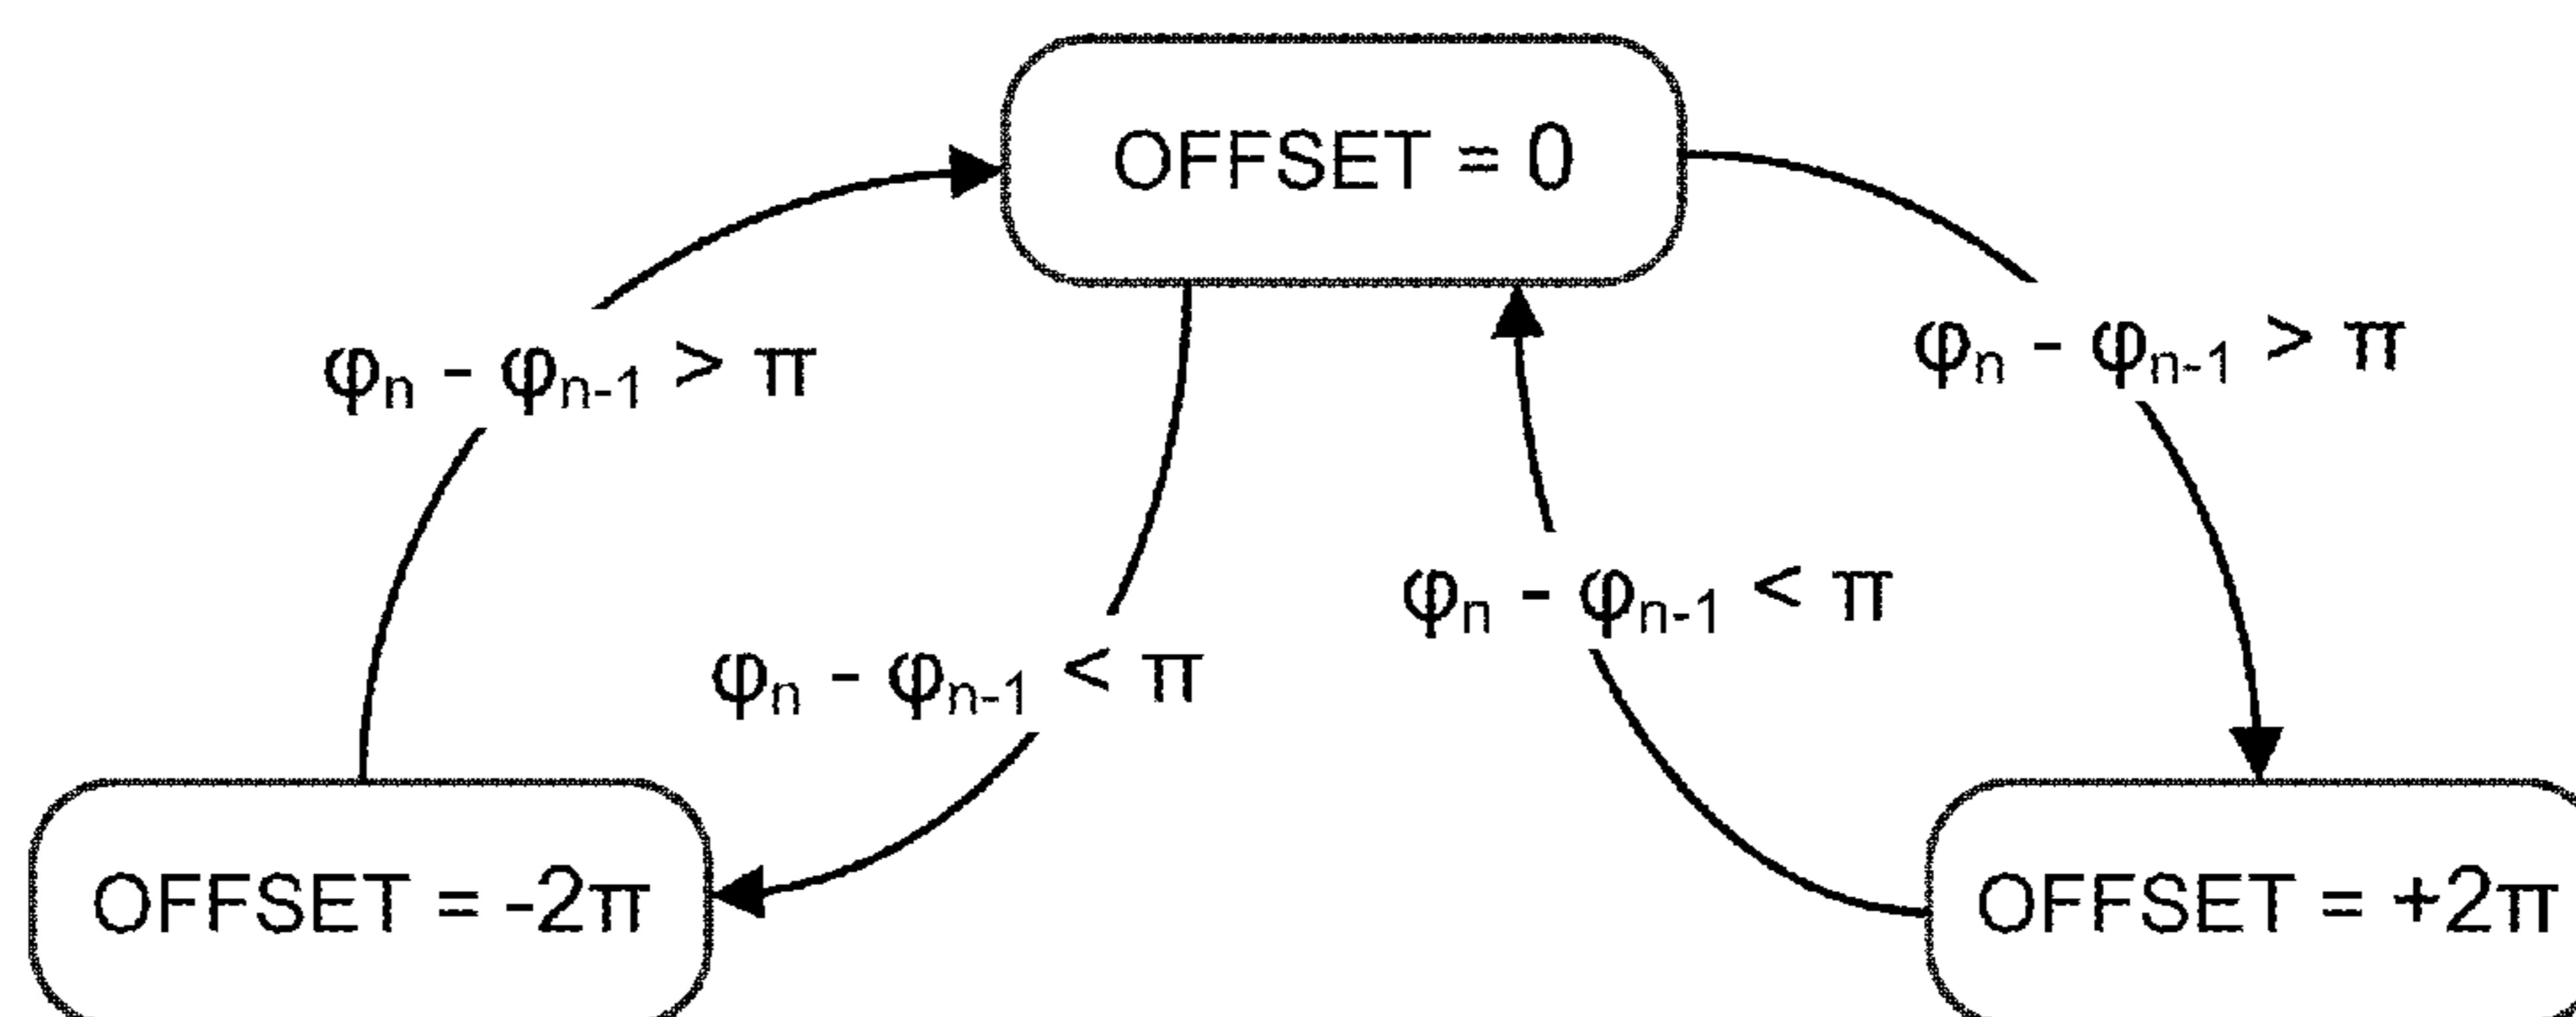 OFFSET = 0
φn - φn-1 > π
φn - φn-1 > π
φn - φn-1 < π
φn - φn-1 < π
OFFSET = -2π
OFFSET = +2π